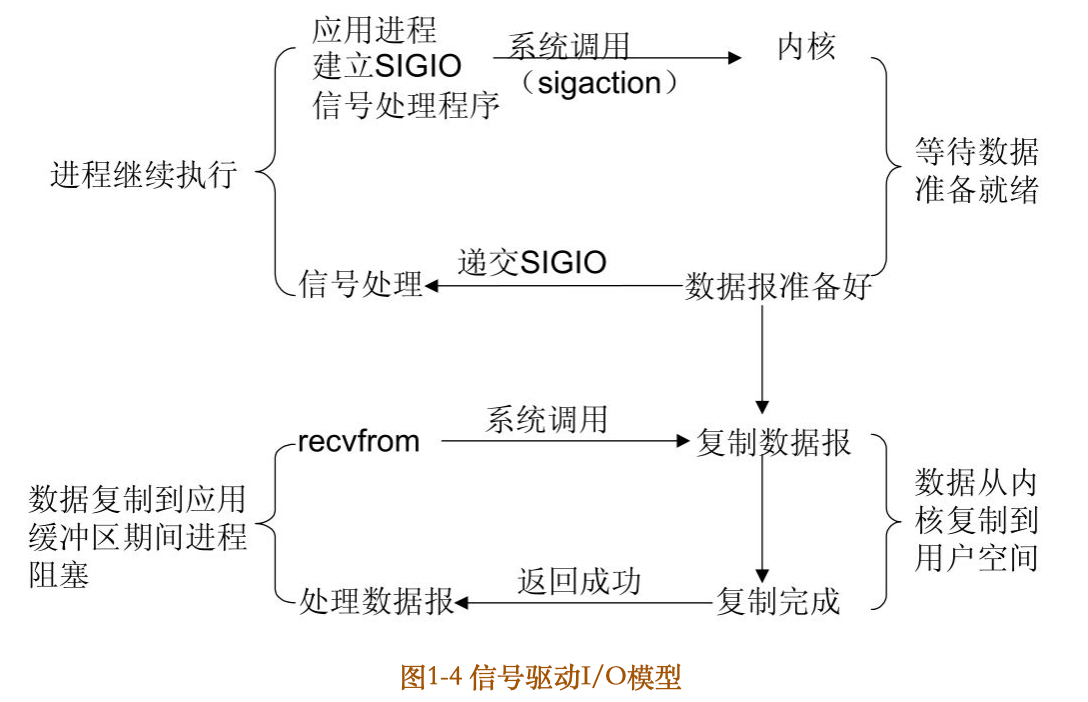 应用进程
建立SIGIO
信号处理程序
系统调用
（sigaction）
内核
进程继续执行
等待数据
准备就绪
递交SIGIO
信号处理
数据报准备好
系统调用
recvfrom
复制数据报
数据复制到应用
缓冲区期间进程
阻塞
数据从内
核复制到
用户空间
返回成功
处理数据报
复制完成
图1-4 信号驱动I/O模型